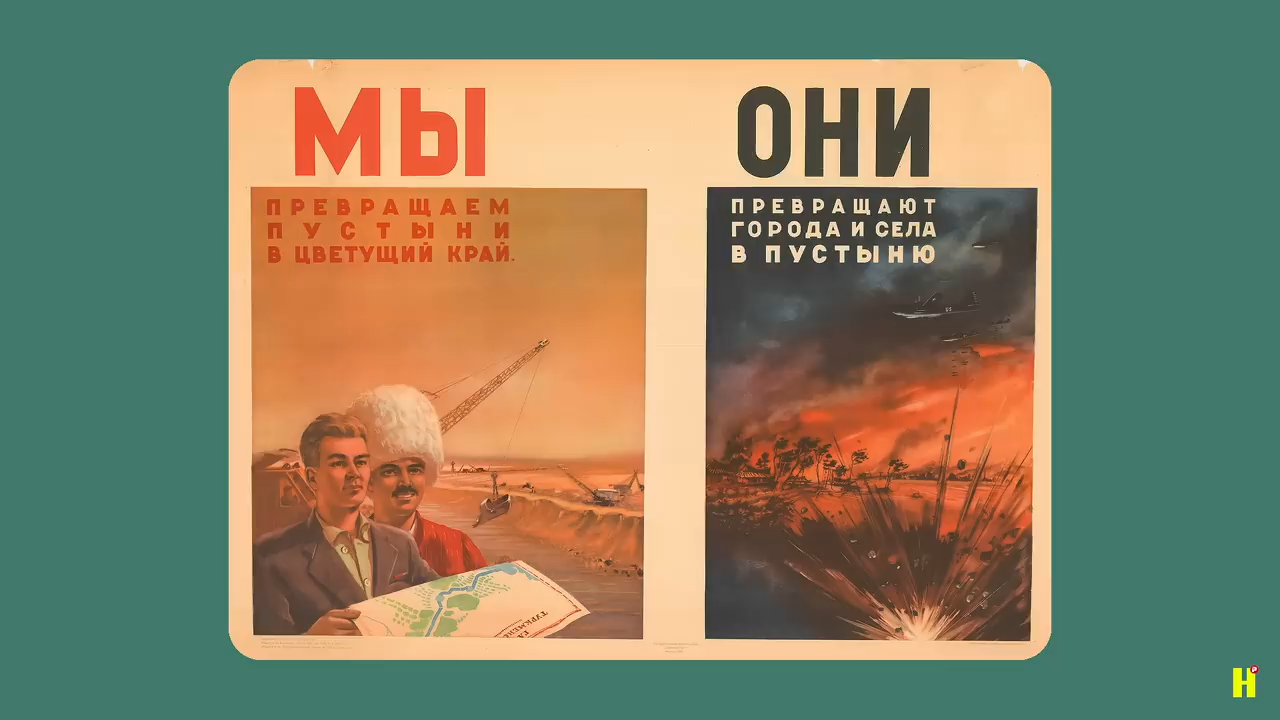 МЫ
ПРЕВРАЩАЕМ
ПУСТЫНИ
В ЦВЕТУЩИЙ КРАЙ.
ОНИ
ПРЕВРАЩАЮТ
ГОРОДА И СЕЛА
В ПУСТЫНЮ
Н